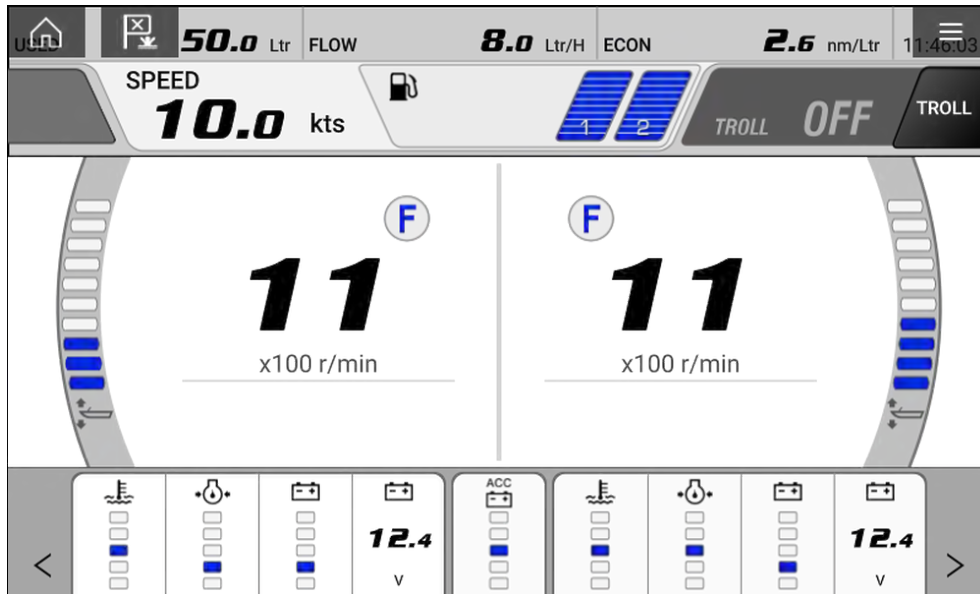 USED 50.0 Ltr FLOW 8.0 Ltr/H ECON 2.6 nm/Ltr 11:46:03
SPEED
10.0 kts
1 2
TROLL OFF
TROLL
F F
11 11
x100 r/min x100 r/min
ACC
12.4 12.4
V V